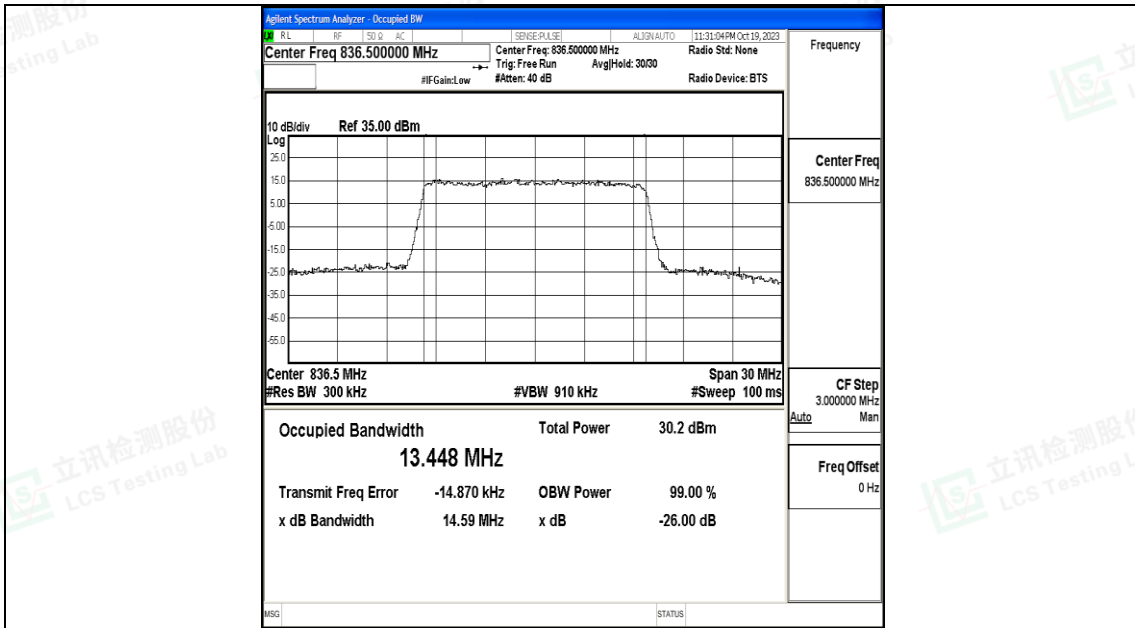 Agilent Spectrum Analyzer - Occupied BW
RL RF 50 Ω AC SENSE:PULSE ALIGN AUTO 11:31:04 PM Oct 19, 2023
Center Freq 836.500000 MHz
Center Freq: 836.500000 MHz Radio Std: None
Trig: Free Run Avg|Hold: 30/30
#IFGain:Low #Atten: 40 dB Radio Device: BTS
10 dB/div Ref 35.00 dBm
Log
25.0
15.0
5.00
-5.00
-15.0
-25.0
-35.0
-45.0
-55.0
Center 836.5 MHz Span 30 MHz
#Res BW 300 kHz #VBW 910 kHz #Sweep 100 ms
Occupied Bandwidth Total Power 30.2 dBm
13.448 MHz
Transmit Freq Error -14.870 kHz OBW Power 99.00 %
x dB Bandwidth 14.59 MHz x dB -26.00 dB
MSG STATUS
Frequency
Center Freq
836.500000 MHz
CF Step
3.000000 MHz
Auto Man
Freq Offset
0 Hz
测股份
esting Lab
立
立讯检测股份
LCS Testing Lab
立讯检测股份
LCS Testing L